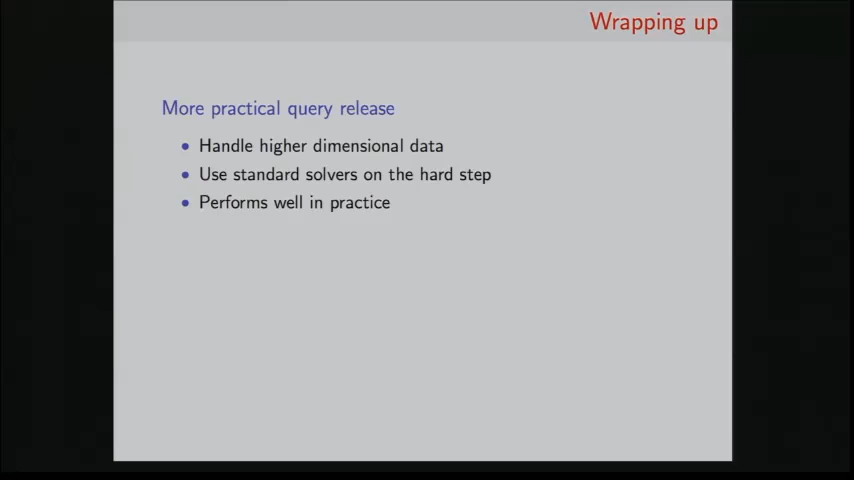 Wrapping up
More practical query release
• Handle higher dimensional data
• Use standard solvers on the hard step
• Performs well in practice